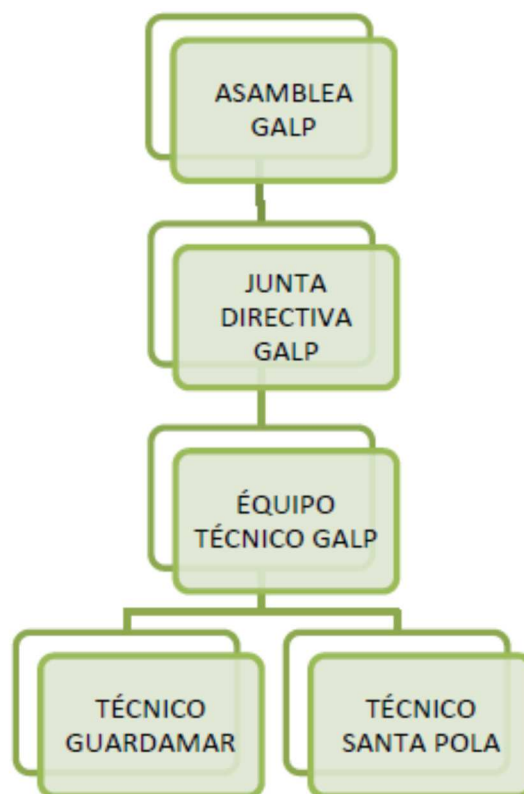 ASAMBLEA
GALP
JUNTA
DIRECTIVA
GALP
ÉQUIPO
TÉCNICO GALP
TÉCNICO
GUARDAMAR
TÉCNICO
SANTA POLA